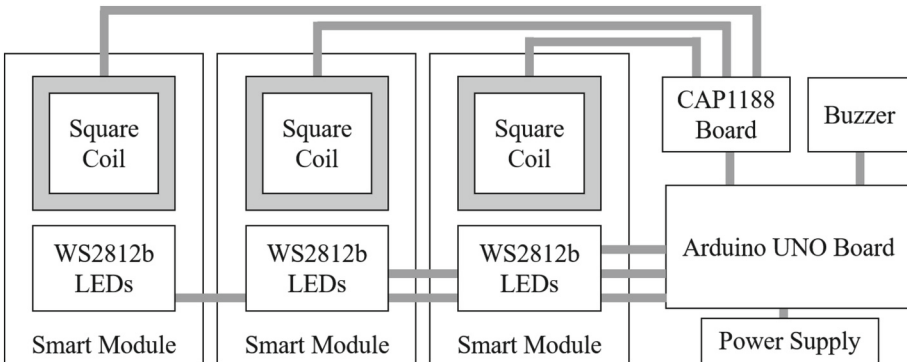 Square
Coil
WS2812b
LEDs
Smart Module
Square
Coil
WS2812b
LEDs
Smart Module
Square
Coil
WS2812b
LEDs
Smart Module
CAP1188
Board
Buzzer
Arduino UNO Board
Power Supply